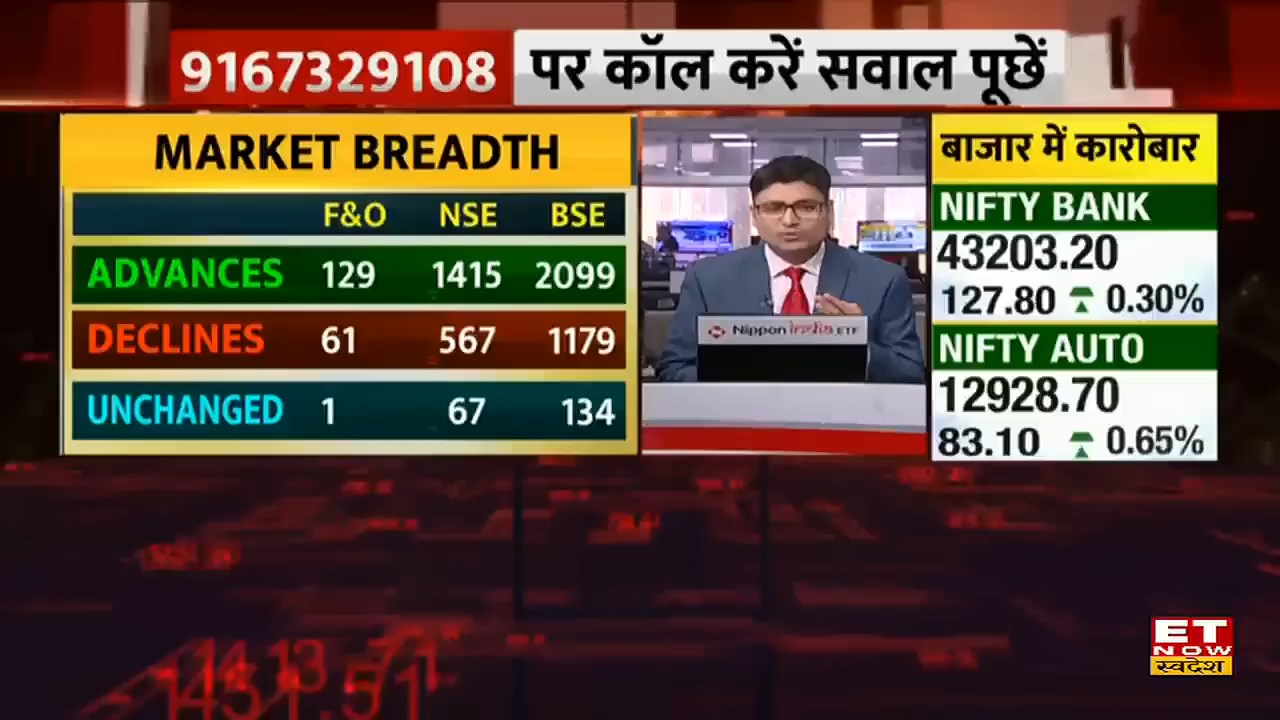 9167329108 पर कॉल करें सवाल पूछें
MARKET BREADTH
F&O NSE BSE
ADVANCES 129 1415 2099
DECLINES 61 567 1179
UNCHANGED 1 67 134
Nippon india ETF
बाजार में कारोबार
NIFTY BANK
43203.20
127.80 0.30%
NIFTY AUTO
12928.70
83.10 0.65%
ET
NOW
स्वदेश